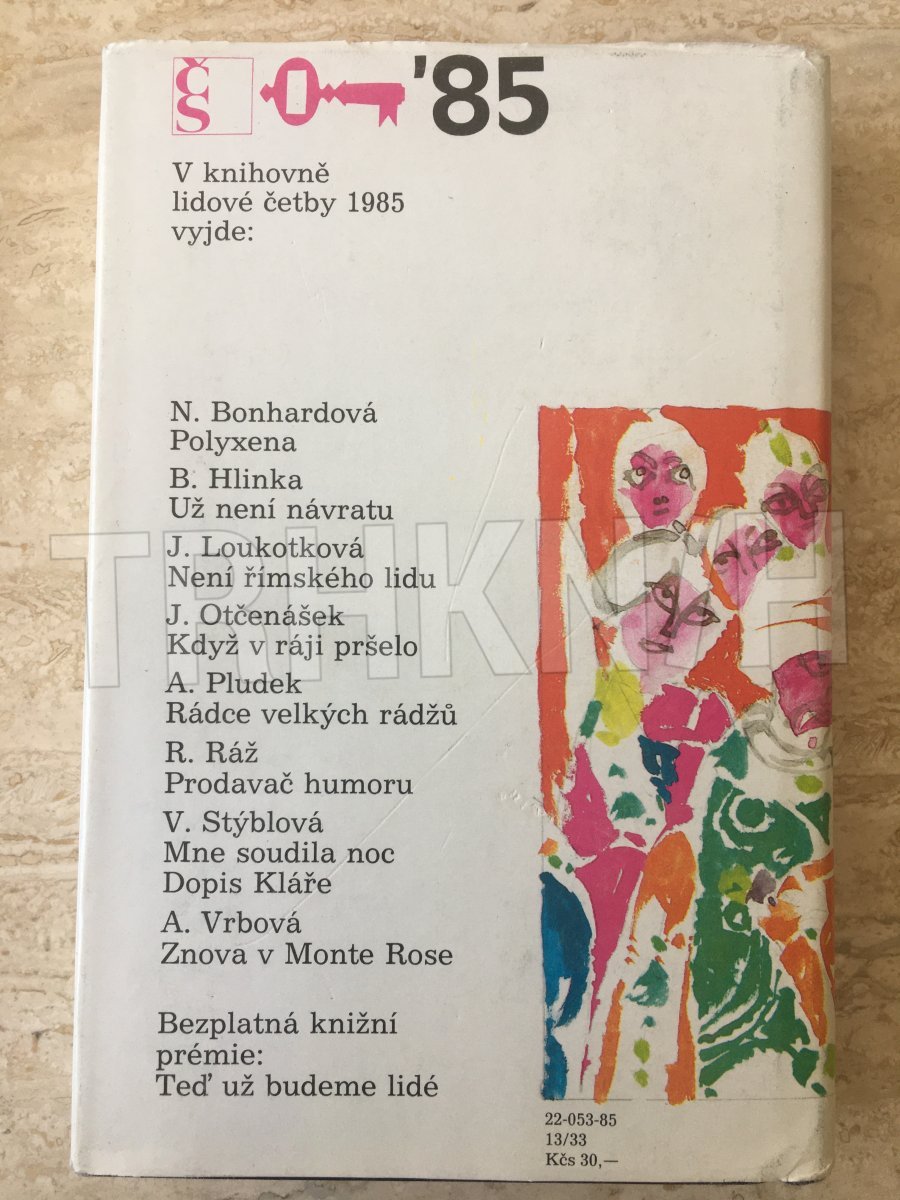 ČS '85
V knihovně
lidové četby 1985
vyjde:
N. Bonhardová
Polyxena
B. Hlinka
Už není návratu
J. Loukotková
Není římského lidu
J. Otčenášek
Když v ráji pršelo
A. Pludek
Rádce velkých rádžů
R. Ráž
Prodavač humoru
V. Stýblová
Mne soudila noc
Dopis Kláře
A. Vrbová
Znova v Monte Rose
Bezplatná knižní
prémie:
Teď už budeme lidé
22-053-85
13/33
Kčs 30,—
TRHKNIH